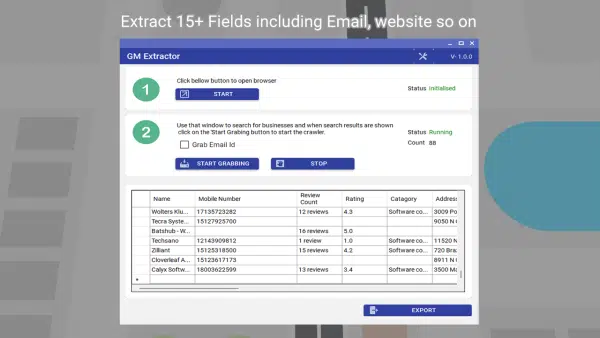 Extract 15+ Fields including Email, website so on
GM Extractor
V- 1.0.0
1
Click bellow button to open browser
START
Status Initialised
2
Use that window to search for businesses and when search results are shown
click on the 'Start Grabing button to start the crawler.
Grab Email Id
Status Running
Count 88
START GRABBING
STOP
Name Mobile Number Review Count Rating Catagory Address
Wolters Klu... 17135723282 12 reviews 4.3 Software co... 3009 Po
Tecra Syste... 15127925700 9050 N
Batshub - W... 16 reviews 5.0
Techsano 12143909812 1 review 1.0 Software co... 11520 N
Zilliant 15125318500 15 reviews 4.2 Software co... 720 Bra
Cloverleaf A... 15123617173 8911 N
Calyx Softw... 18003622599 13 reviews 3.4 Software co... 3500 Ma
EXPORT